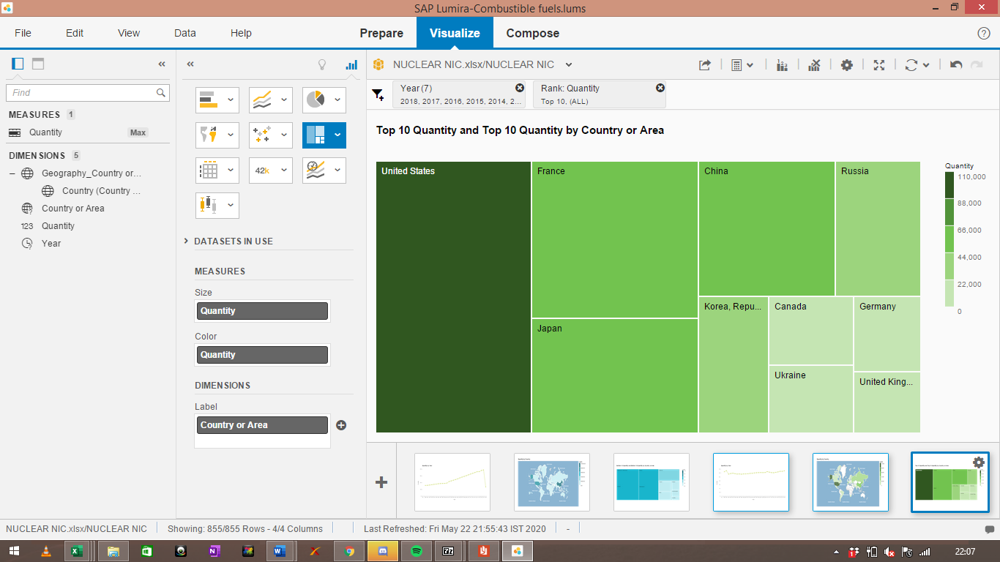 SAP Lumira-Combustible fuels.lums
File Edit View Data Help Prepare Visualize Compose
Find
MEASURES 1
Quantity Max
DIMENSIONS 5
Geography_Country or...
Country (Country ...
Country or Area
123 Quantity
Year
42k
DATASETS IN USE
MEASURES
Size
Quantity
Color
Quantity
DIMENSIONS
Label
Country or Area
NUCLEAR NIC.xlsx/NUCLEAR NIC
Year (7)
2018, 2017, 2016, 2015, 2014, 2...
Rank: Quantity
Top 10, (ALL)
Top 10 Quantity and Top 10 Quantity by Country or Area
United States
France
China
Russia
Japan
Korea, Repu...
Canada
Germany
Ukraine
United King...
Quantity
110,000
88,000
66,000
44,000
22,000
0
NUCLEAR NIC.xlsx/NUCLEAR NIC Showing: 855/855 Rows - 4/4 Columns Last Refreshed: Fri May 22 21:55:43 IST 2020 -
22:07